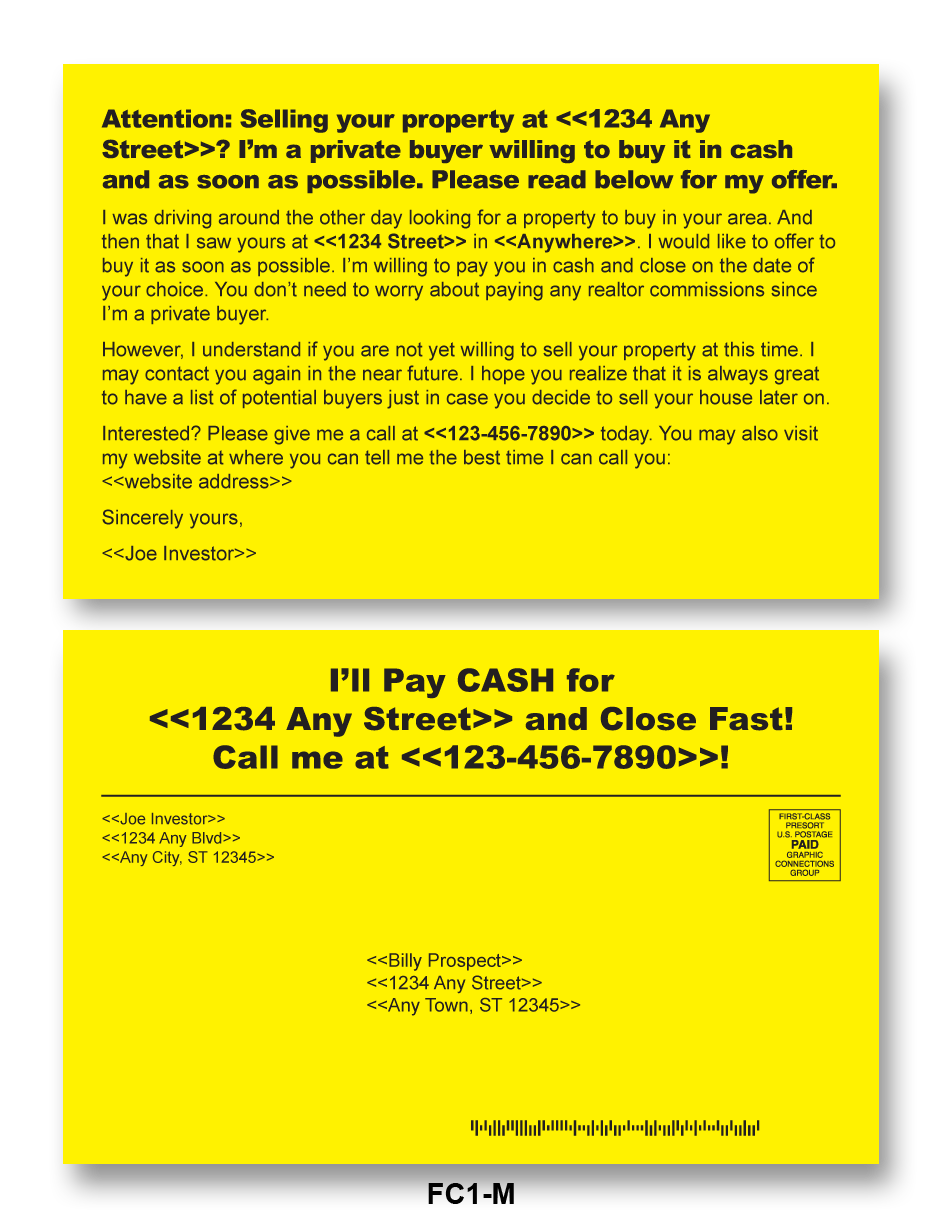 Attention: Selling your property at <<1234 Any
Street>>? I'm a private buyer willing to buy it in cash
and as soon as possible. Please read below for my offer.
I was driving around the other day looking for a property to buy in your area. And
then that I saw yours at <<1234 Street>> in <<Anywhere>>. I would like to offer to
buy it as soon as possible. I'm willing to pay you in cash and close on the date of
your choice. You don't need to worry about paying any realtor commissions since
I'm a private buyer.
However, I understand if you are not yet willing to sell your property at this time. I
may contact you again in the near future. I hope you realize that it is always great
to have a list of potential buyers just in case you decide to sell your house later on.
Interested? Please give me a call at <<123-456-7890>> today. You may also visit
my website at where you can tell me the best time I can call you:
<<website address>>
Sincerely yours,
<<Joe Investor>>
I'll Pay CASH for
<<1234 Any Street>> and Close Fast!
Call me at <<123-456-7890>>!
<<Joe Investor>>
<<1234 Any Blvd>>
<<Any City, ST 12345>>
FIRST-CLASS
PRESORT
U.S. POSTAGE
PAID
GRAPHIC
CONNECTIONS
GROUP
<<Billy Prospect>>
<<1234 Any Street>>
<<Any Town, ST 12345>>
FC1-M